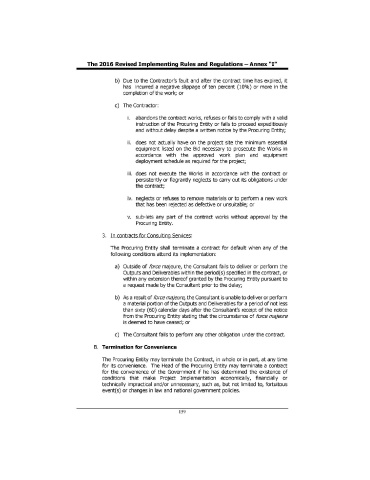 The 2016 Revised Implementing Rules and Regulations – Annex "I"
b) Due to the Contractor's fault and after the contract time has expired, it
has incurred a negative slippage of ten percent (10%) or more in the
completion of the work; or
c) The Contractor:
i. abandons the contract works, refuses or fails to comply with a valid
instruction of the Procuring Entity or fails to proceed expeditiously
and without delay despite a written notice by the Procuring Entity;
ii. does not actually have on the project site the minimum essential
equipment listed on the Bid necessary to prosecute the Works in
accordance with the approved work plan and equipment
deployment schedule as required for the project;
iii. does not execute the Works in accordance with the contract or
persistently or flagrantly neglects to carry out its obligations under
the contract;
iv. neglects or refuses to remove materials or to perform a new work
that has been rejected as defective or unsuitable; or
v. sub-lets any part of the contract works without approval by the
Procuring Entity.
3. In contracts for Consulting Services:
The Procuring Entity shall terminate a contract for default when any of the
following conditions attend its implementation:
a) Outside of force majeure, the Consultant fails to deliver or perform the
Outputs and Deliverables within the period(s) specified in the contract, or
within any extension thereof granted by the Procuring Entity pursuant to
a request made by the Consultant prior to the delay;
b) As a result of force majeure, the Consultant is unable to deliver or perform
a material portion of the Outputs and Deliverables for a period of not less
than sixty (60) calendar days after the Consultant's receipt of the notice
from the Procuring Entity stating that the circumstance of force majeure
is deemed to have ceased; or
c) The Consultant fails to perform any other obligation under the contract.
B. Termination for Convenience
The Procuring Entity may terminate the Contract, in whole or in part, at any time
for its convenience. The Head of the Procuring Entity may terminate a contract
for the convenience of the Government if he has determined the existence of
conditions that make Project Implementation economically, financially or
technically impractical and/or unnecessary, such as, but not limited to, fortuitous
event(s) or changes in law and national government policies.